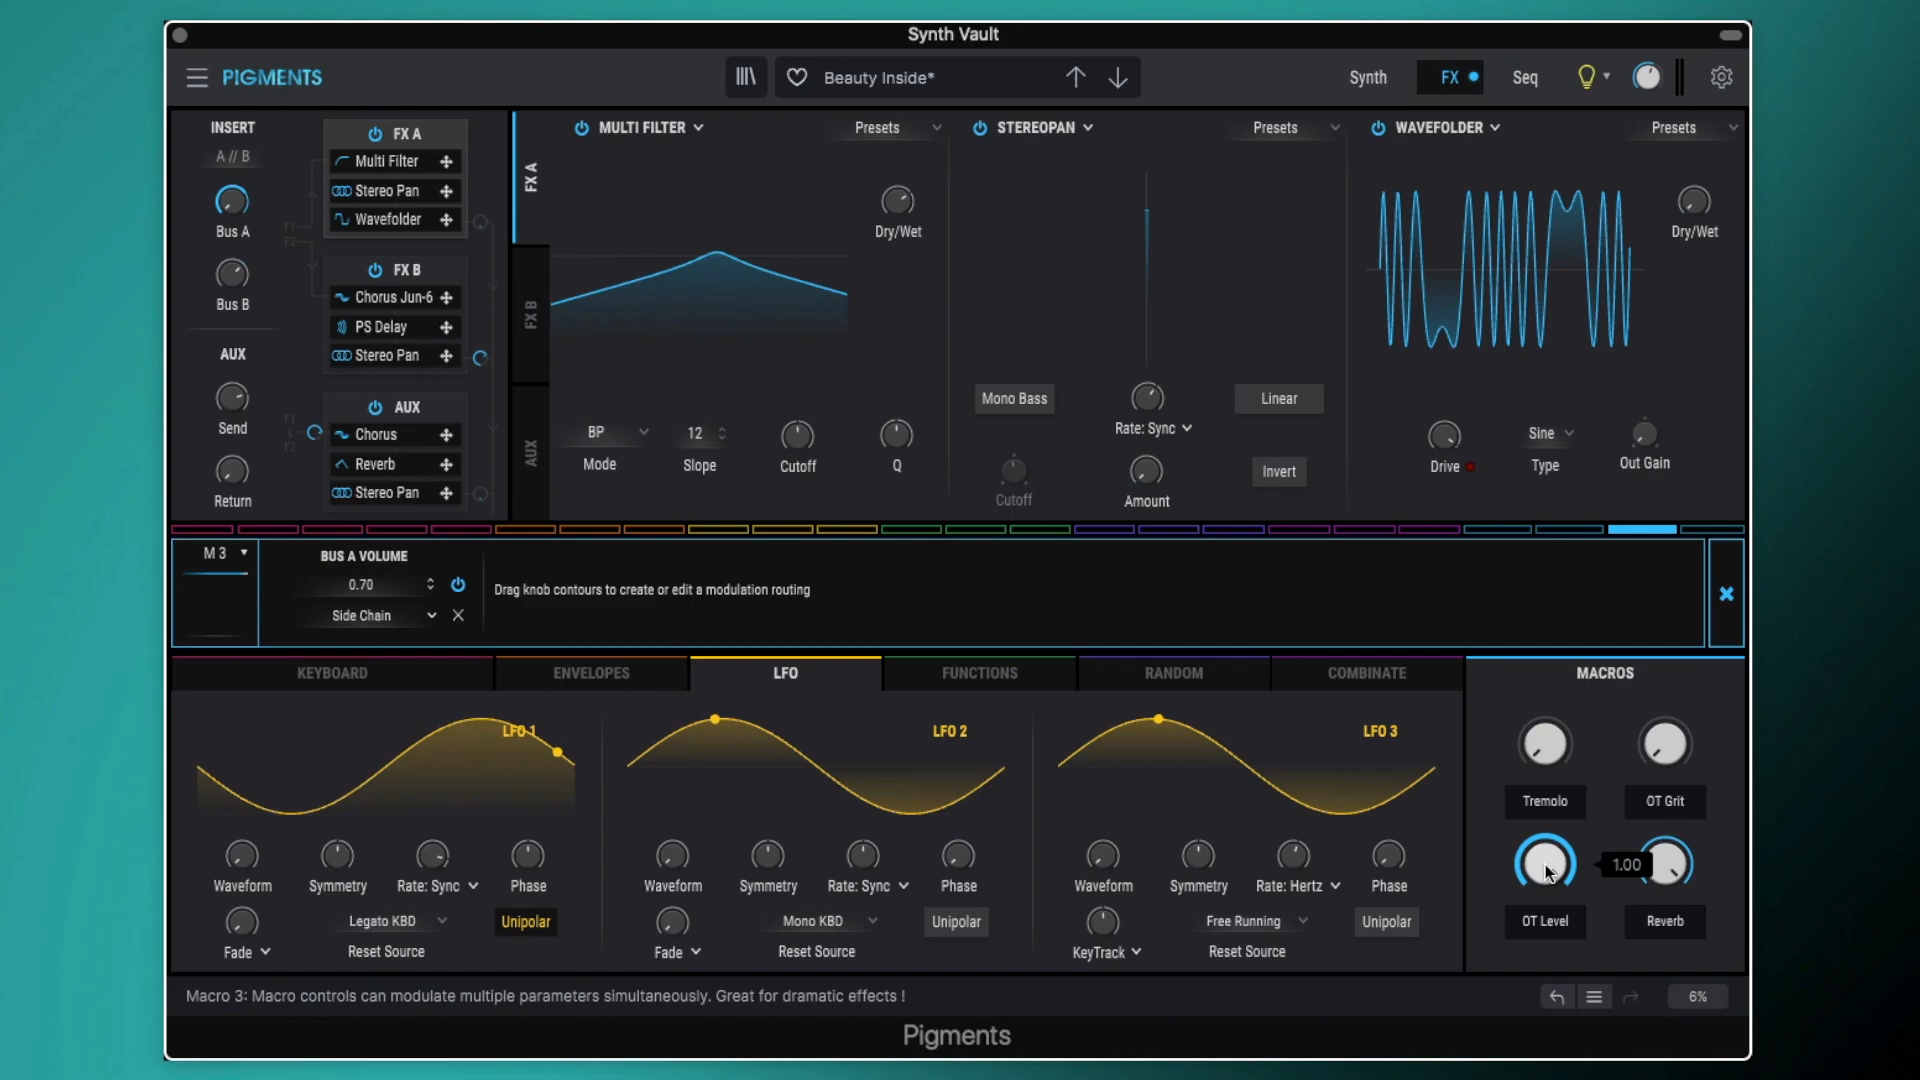 Synth Vault
PIGMENTS
Beauty Inside*
Synth
FX
Seq
INSERT
A // B
Bus A
Bus B
AUX
Send
Return
FX A
Multi Filter
Stereo Pan
Wavefolder
F1
F2
FX B
Chorus Jun-6
PS Delay
Stereo Pan
AUX
Chorus
Reverb
Stereo Pan
F1
6
F2
FX A
FX B
AUX
MULTI FILTER
Presets
Dry/Wet
BP
Mode
12
Slope
Cutoff
Q
STEREOPAN
Presets
Mono Bass
Rate: Sync
Linear
Cutoff
Amount
Invert
WAVEFOLDER
Presets
Dry/Wet
Drive
Sine
Type
Out Gain
M 3
BUS A VOLUME
0.70
Side Chain
Drag knob contours to create or edit a modulation routing
KEYBOARD
ENVELOPES
LFO
FUNCTIONS
RANDOM
COMBINATE
MACROS
LFO 1
Waveform
Symmetry
Rate: Sync
Phase
Fade
Legato KBD
Reset Source
Unipolar
LFO 2
Waveform
Symmetry
Rate: Sync
Phase
Fade
Mono KBD
Reset Source
Unipolar
LFO 3
Waveform
Symmetry
Rate: Hertz
Phase
KeyTrack
Free Running
Reset Source
Unipolar
Tremolo
OT Grit
1.00
OT Level
Reverb
Macro 3: Macro controls can modulate multiple parameters simultaneously. Great for dramatic effects !
6%
Pigments